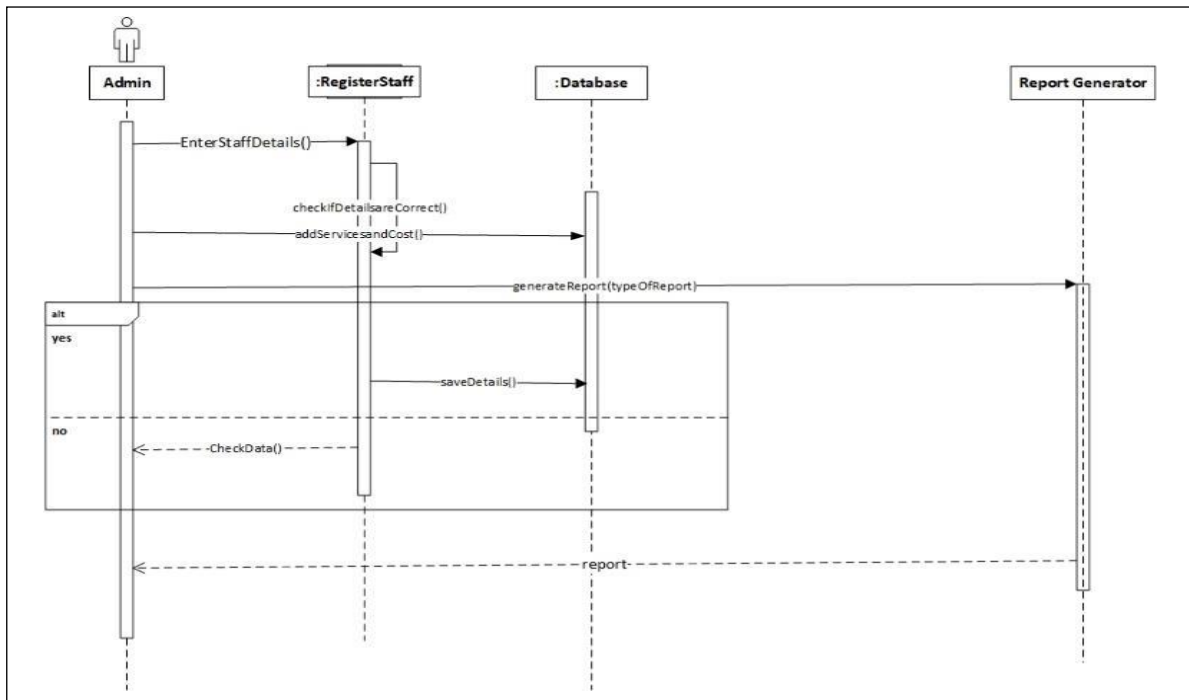 Admin
:RegisterStaff
:Database
Report Generator
EnterStaffDetails()
checkIfDetailsareCorrect()
addServicesandCost()
generateReport(typeOfReport)
alt
yes
saveDetails()
no
CheckData()
report